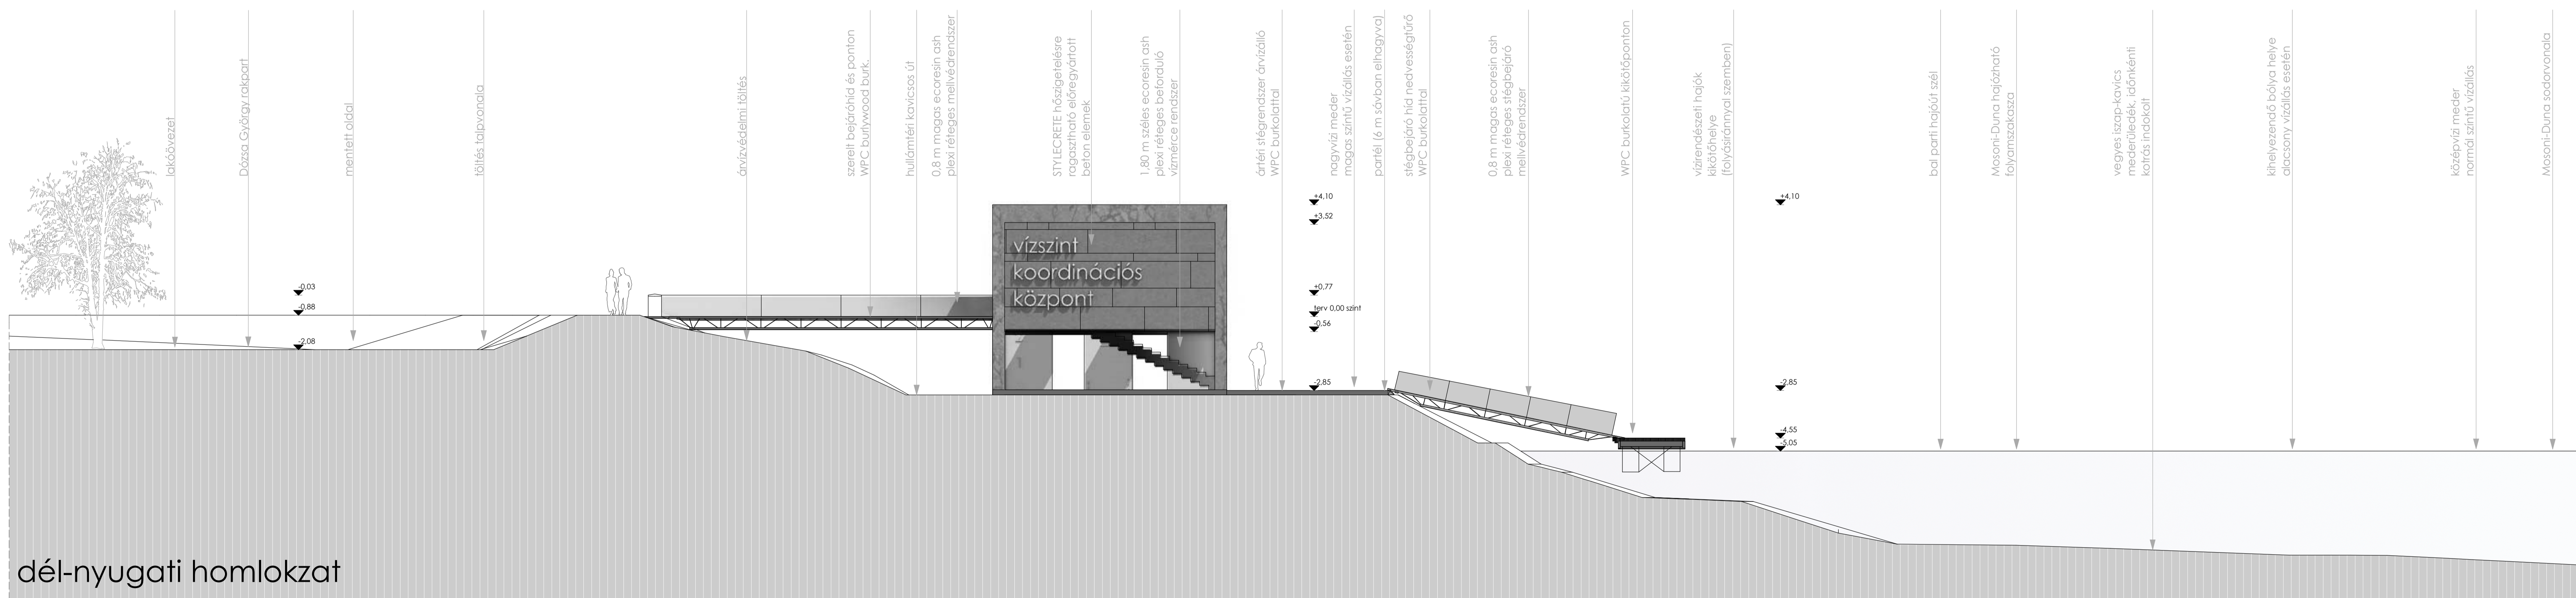 lakóövezet
Dózsa György rakpart
mentett oldal
töltés talpvonala
árvízvédelmi töltés
szerelt bejáróhíd és ponton
WPC burlywood burk.
hullámtéri kavicsos út
0,8 m magas ecoresin ash
plexi réteges mellvédrendszer
STYLECRETE hőszigetelésre
ragasztható előregyártott
beton elemek
1,80 m széles ecoresin ash
plexi réteges beforduló
vízmérce rendszer
ártéri stégrendszer árvízálló
WPC burkolattal
nagyvízi meder
magas szintű vízállás esetén
partél (6 m sávban elhagyva)
stégbejáró híd nedvességtűrő
WPC burkolattal
0,8 m magas ecoresin ash
plexi réteges stégbejáró
mellvédrendszer
WPC burkolatú kikötőponton
vízirendészeti hajók
kikötőhelye
(folyásiránnyal szemben)
bal parti hajóút szél
Mosoni-Duna hajózható
folyamszakasza
vegyes iszap-kavics
mederüledék, időnkénti
kotrás indokolt
kihelyezendő bólya helye
alacsony vízállás esetén
középvízi meder
normál szintű vízállás
Mosoni-Duna sodorvonala
-0,03
-0,88
-2,08
vízszint
koordinációs
központ
+4,10
+3,52
+0,77
terv 0,00 szint
-0,56
-2,85
+4,10
-2,85
-4,55
-5,05
dél-nyugati homlokzat